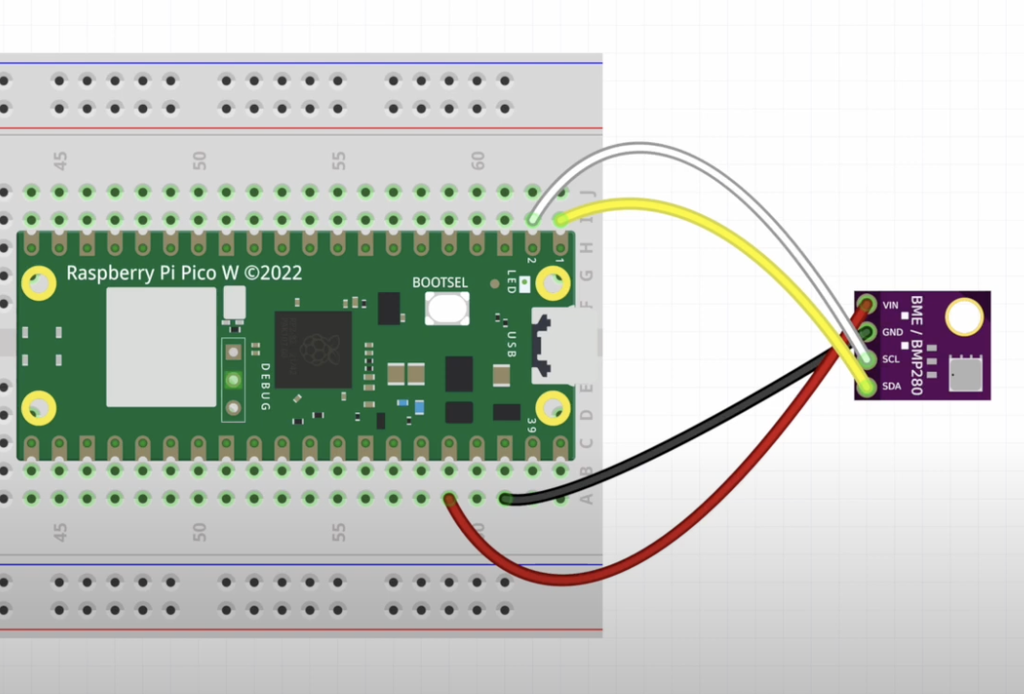 45
50
55
60
J
I
H
G
F
2
1
Raspberry Pi Pico W ©2022
BOOTSEL
LED
USB
DEBUG
E
D
C
B
A
39
VIN
GND
SCL
SDA
BME / BMP280
45
50
55